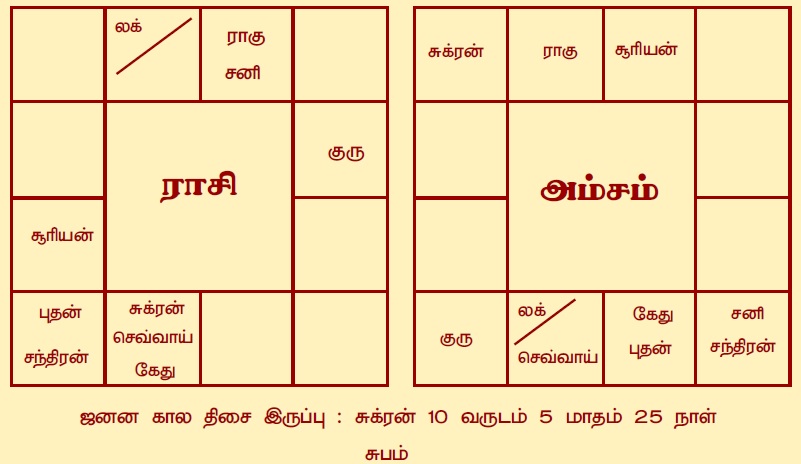 லக்
ராகு
சனி
குரு
ராசி
சூரியன்
புதன்
சந்திரன்
சுக்ரன்
செவ்வாய்
கேது
சுக்ரன்
ராகு
சூரியன்
அம்சம்
குரு
லக்
செவ்வாய்
கேது
புதன்
சனி
சந்திரன்
ஜனன கால திசை இருப்பு : சுக்ரன் 10 வருடம் 5 மாதம் 25 நாள்
சுபம்